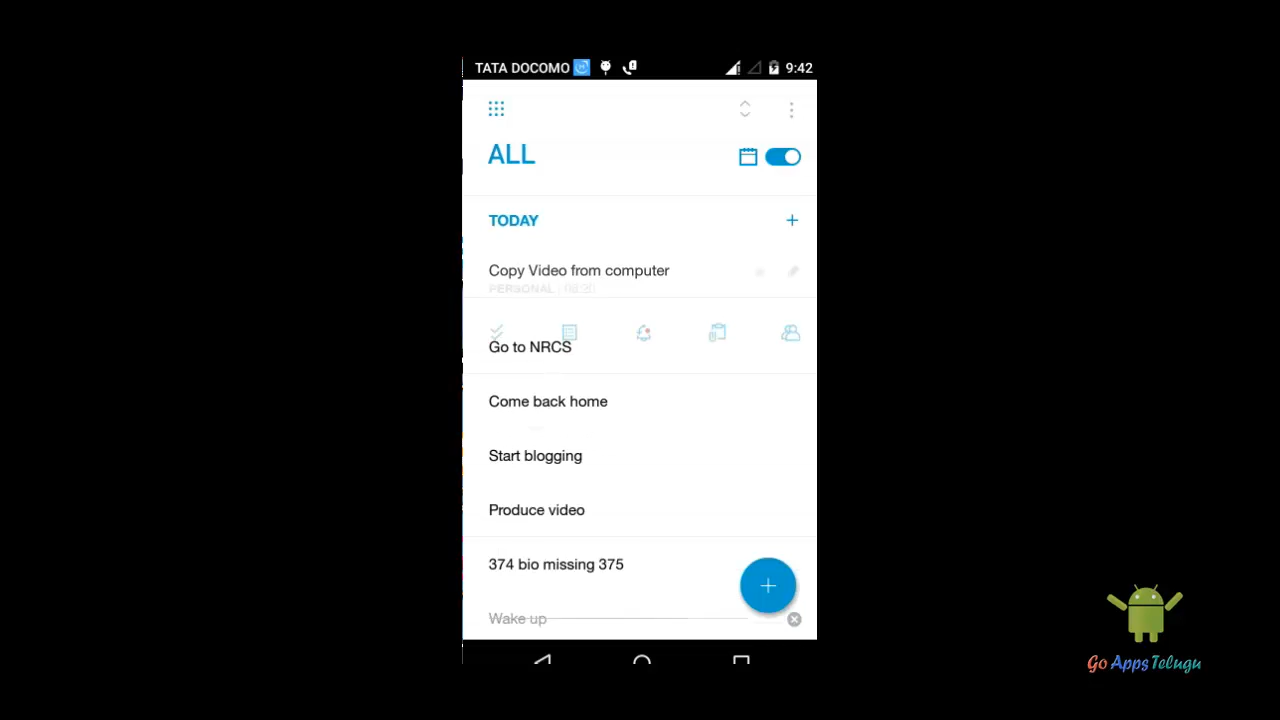 TATA DOCOMO 9:42
ALL
TODAY
Copy Video from computer
PERSONAL
Go to NRCS
Come back home
Start blogging
Produce video
374 bio missing 375
Wake up
Go Apps Telugu